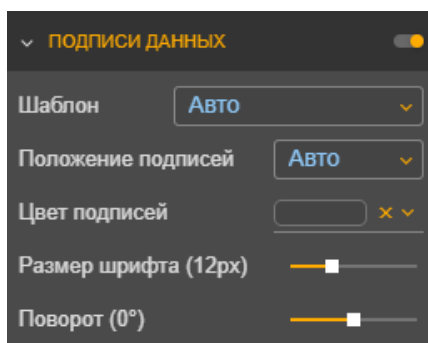 ПОДПИСИ ДАННЫХ
Шаблон Авто
Положение подписей Авто
Цвет подписей
Размер шрифта (12px)
Поворот (0°)